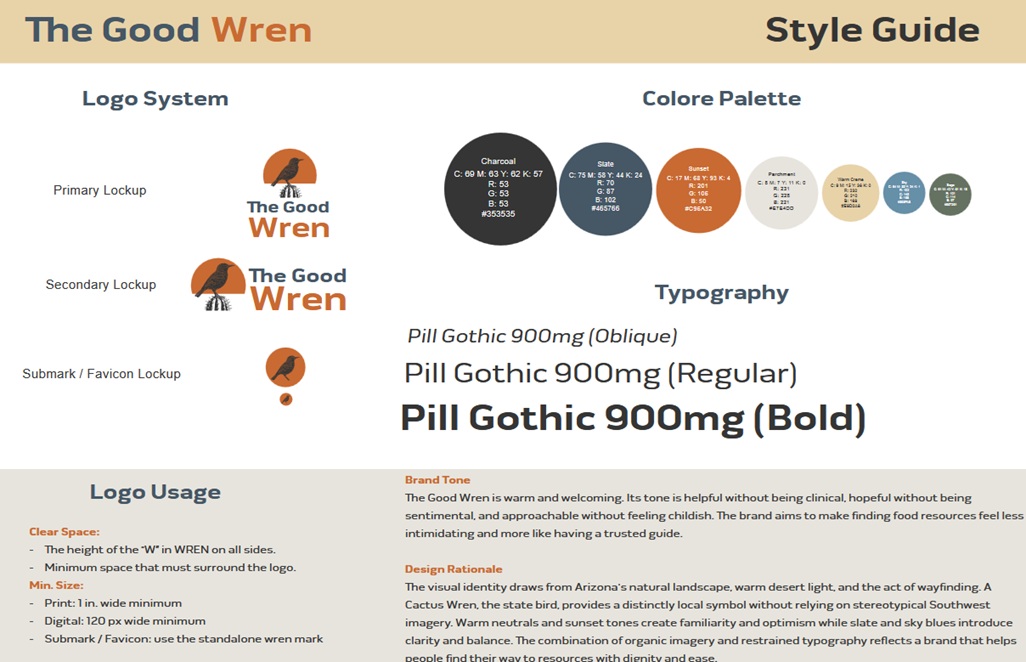 The Good Wren
Style Guide
Logo System
Primary Lockup
The Good
Wren
Secondary Lockup
The Good
Wren
Submark / Favicon Lockup
Colore Palette
Charcoal
C: 69 M: 63 Y: 62 K: 57
R: 53
G: 53
B: 53
#353535
Slate
C: 75 M: 58 Y: 44 K: 24
R: 70
G: 87
B: 102
#465766
Sunset
C: 17 M: 68 Y: 93 K: 4
R: 201
G: 106
B: 50
#C96A32
Parchment
C: 8 M: 7 Y: 11 K: 0
R: 231
G: 228
B: 221
Warm Crème
Typography
Pill Gothic 900mg (Oblique)
Pill Gothic 900mg (Regular)
Pill Gothic 900mg (Bold)
Logo Usage
Clear Space:
- The height of the "W" in WREN on all sides.
- Minimum space that must surround the logo.
Min. Size:
- Print: 1 in. wide minimum
- Digital: 120 px wide minimum
- Submark / Favicon: use the standalone wren mark
Brand Tone
The Good Wren is warm and welcoming. Its tone is helpful without being clinical, hopeful without being
sentimental, and approachable without feeling childish. The brand aims to make finding food resources feel less
intimidating and more like having a trusted guide.
Design Rationale
The visual identity draws from Arizona's natural landscape, warm desert light, and the act of wayfinding. A
Cactus Wren, the state bird, provides a distinctly local symbol without relying on stereotypical Southwest
imagery. Warm neutrals and sunset tones create familiarity and optimism while slate and sky blues introduce
clarity and balance. The combination of organic imagery and restrained typography reflects a brand that helps
people find their way to resources with dignity and ease.